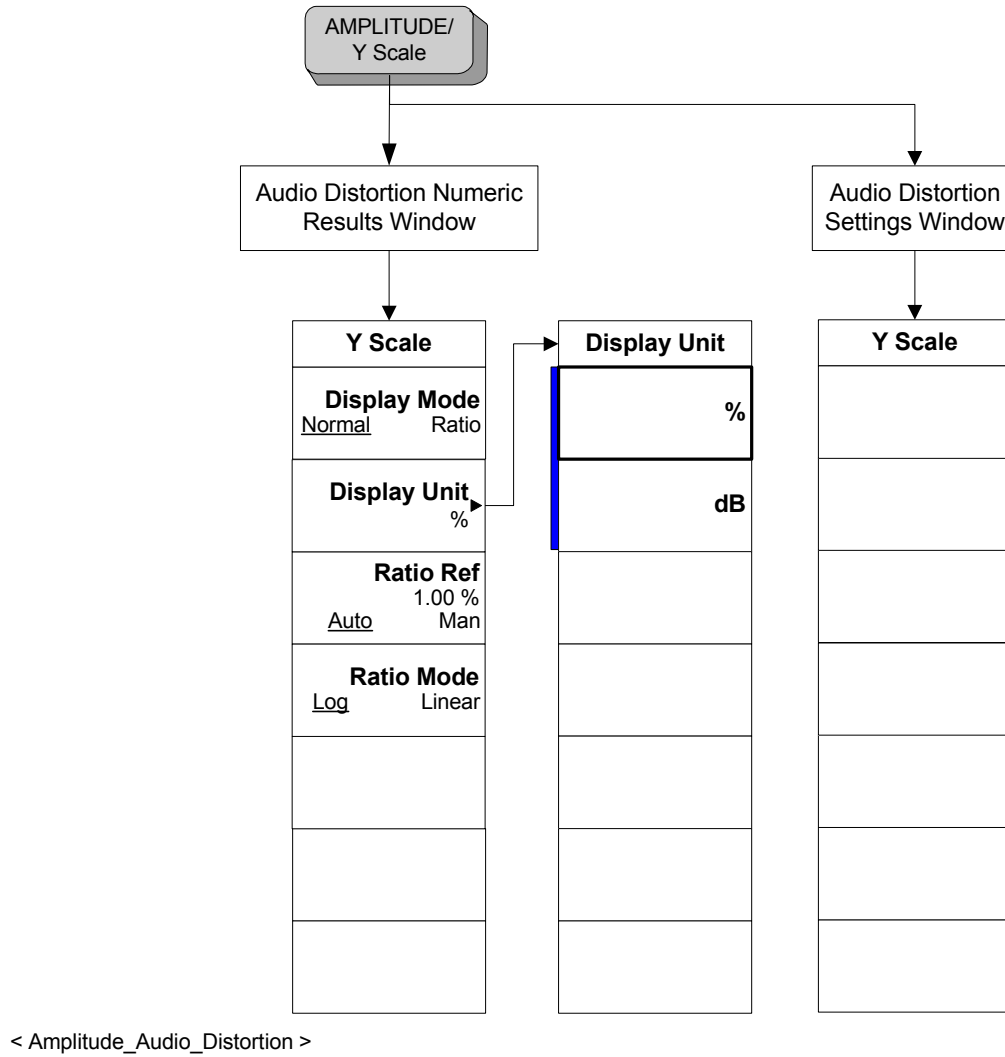 AMPLITUDE/
Y Scale
Audio Distortion Numeric
Results Window
Audio Distortion
Settings Window
Y Scale
Display Mode
Normal Ratio
Display Unit
%
Ratio Ref
1.00 %
Auto Man
Ratio Mode
Log Linear
Display Unit
%
dB
Y Scale
< Amplitude_Audio_Distortion >